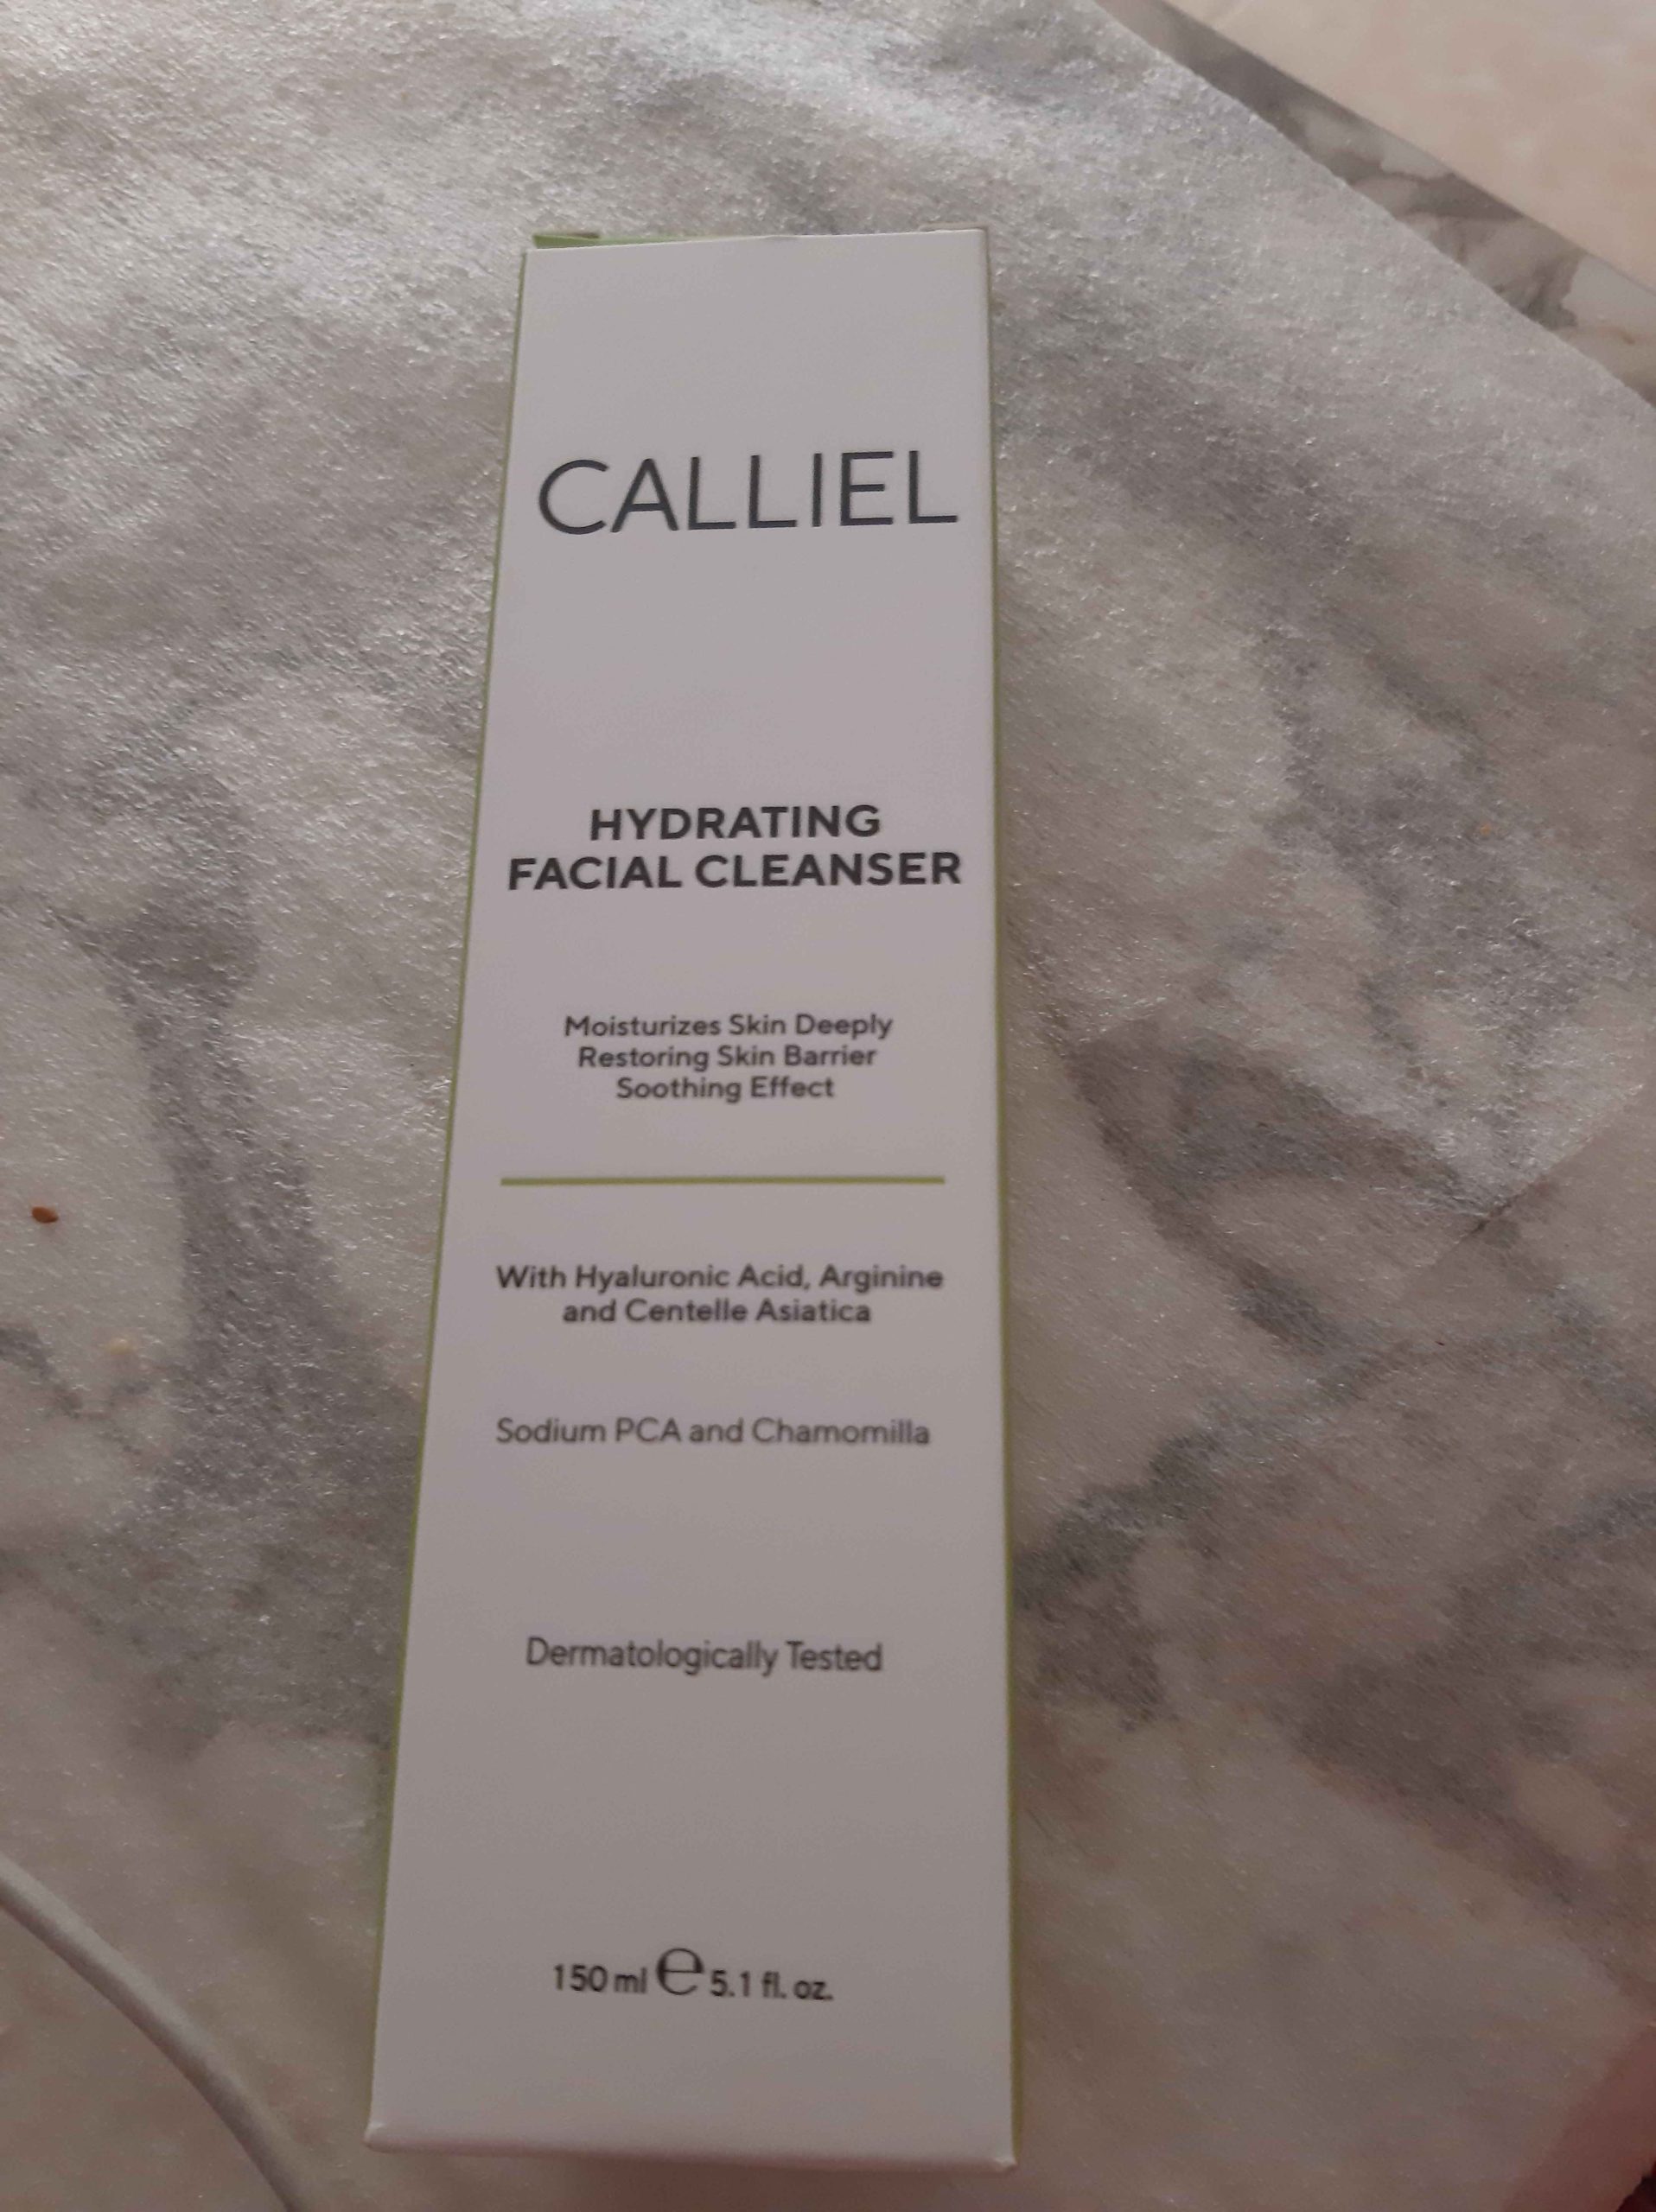 CALLIEL
HYDRATING
FACIAL CLEANSER
Moisturizes Skin Deeply
Restoring Skin Barrier
Soothing Effect
With Hyaluronic Acid, Arginine
and Centelle Asiatica
Sodium PCA and Chamomilla
Dermatologically Tested
150 ml e 5.1 fl. oz.